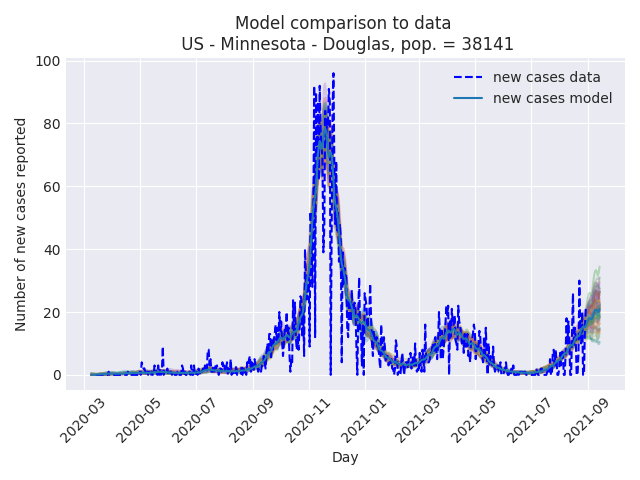 Model comparison to data
US - Minnesota - Douglas, pop. = 38141
new cases data
new cases model
Number of new cases reported
100
80
60
40
20
0
2020-03
2020-05
2020-07
2020-09
2020-11
2021-01
2021-03
2021-05
2021-07
2021-09
Day